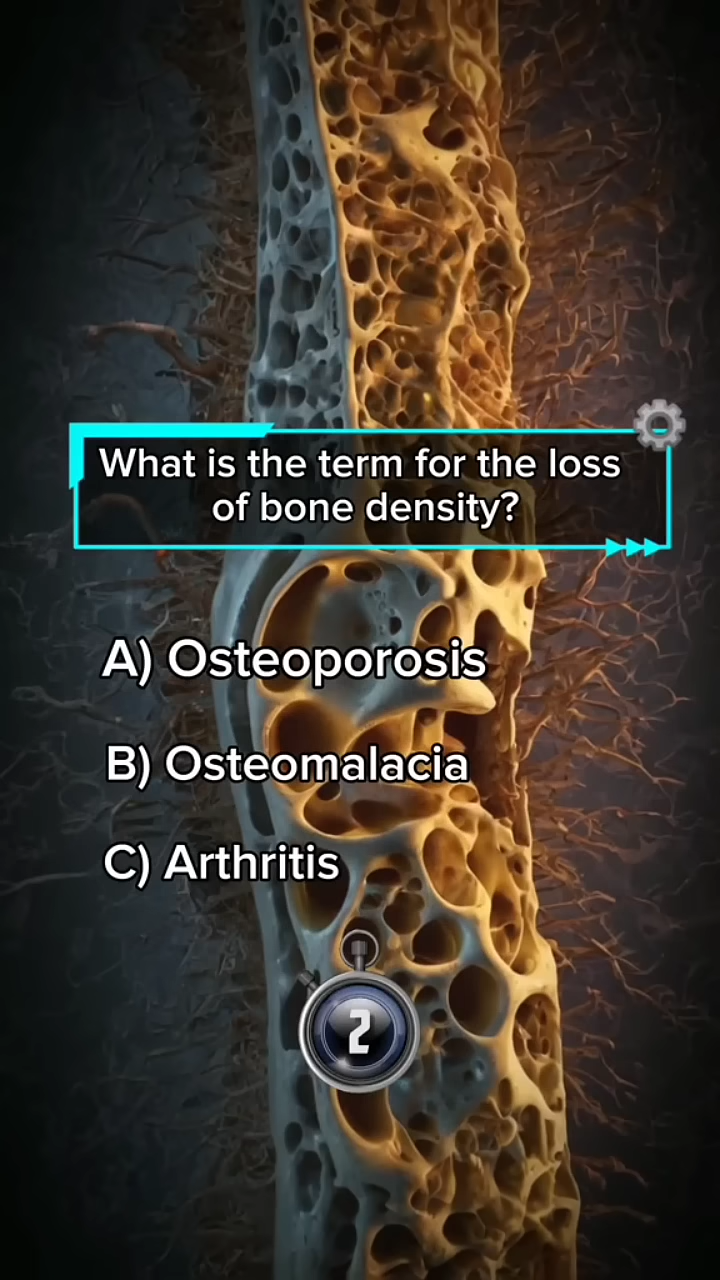 What is the term for the loss
of bone density?
A) Osteoporosis
B) Osteomalacia
C) Arthritis
2